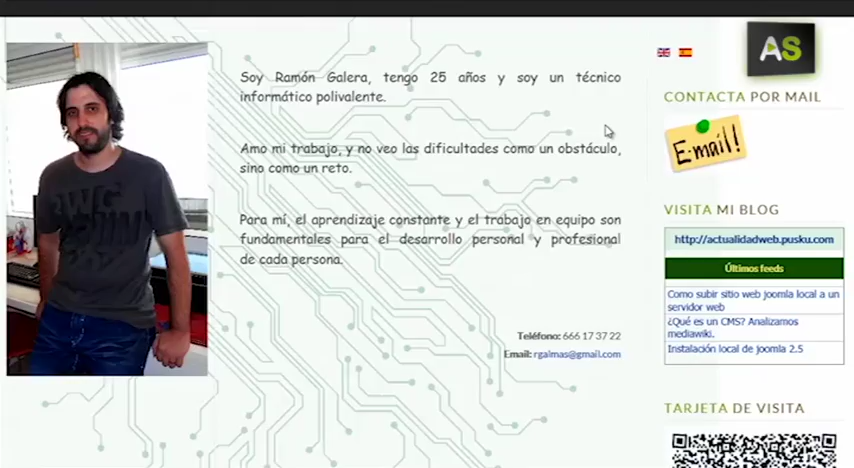 AS
Soy Ramón Galera, tengo 25 años y soy un técnico
informático polivalente.
Amo mi trabajo, y no veo las dificultades como un obstáculo,
sino como un reto.
Para mí, el aprendizaje constante y el trabajo en equipo son
fundamentales para el desarrollo personal y profesional
de cada persona.
Teléfono: 666 17 37 22
Email: rgalmas@gmail.com
CONTACTA POR MAIL
E-mail!
VISITA MI BLOG
http://actualidadweb.pusku.com
Últimos feeds
Como subir sitio web joomla local a un
servidor web
¿Qué es un CMS? Analizamos
mediawiki.
Instalación local de joomla 2.5
TARJETA DE VISITA